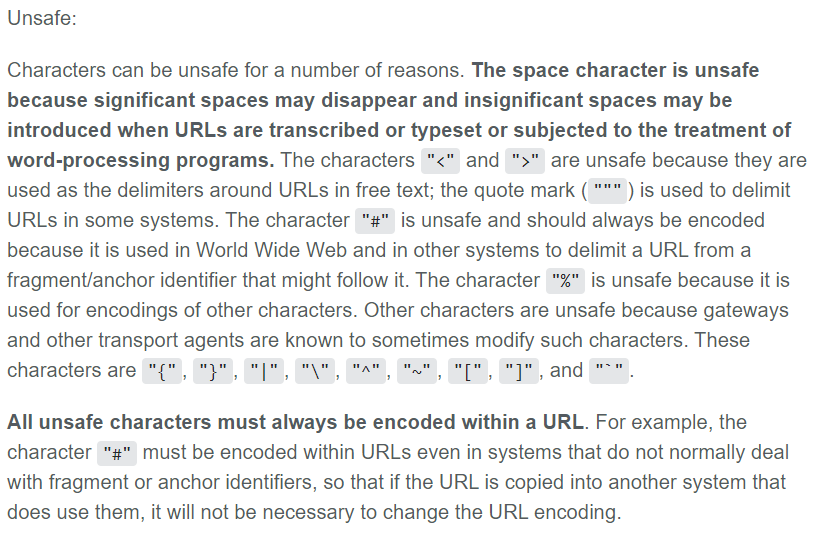 Unsafe:
Characters can be unsafe for a number of reasons. The space character is unsafe
because significant spaces may disappear and insignificant spaces may be
introduced when URLs are transcribed or typeset or subjected to the treatment of
word-processing programs. The characters "<" and ">" are unsafe because they are
used as the delimiters around URLs in free text; the quote mark (""") is used to delimit
URLs in some systems. The character "#" is unsafe and should always be encoded
because it is used in World Wide Web and in other systems to delimit a URL from a
fragment/anchor identifier that might follow it. The character "%" is unsafe because it is
used for encodings of other characters. Other characters are unsafe because gateways
and other transport agents are known to sometimes modify such characters. These
characters are "{", "}", "|", "\", "^", "~", "[", "]", and "`".
All unsafe characters must always be encoded within a URL. For example, the
character "#" must be encoded within URLs even in systems that do not normally deal
with fragment or anchor identifiers, so that if the URL is copied into another system that
does use them, it will not be necessary to change the URL encoding.